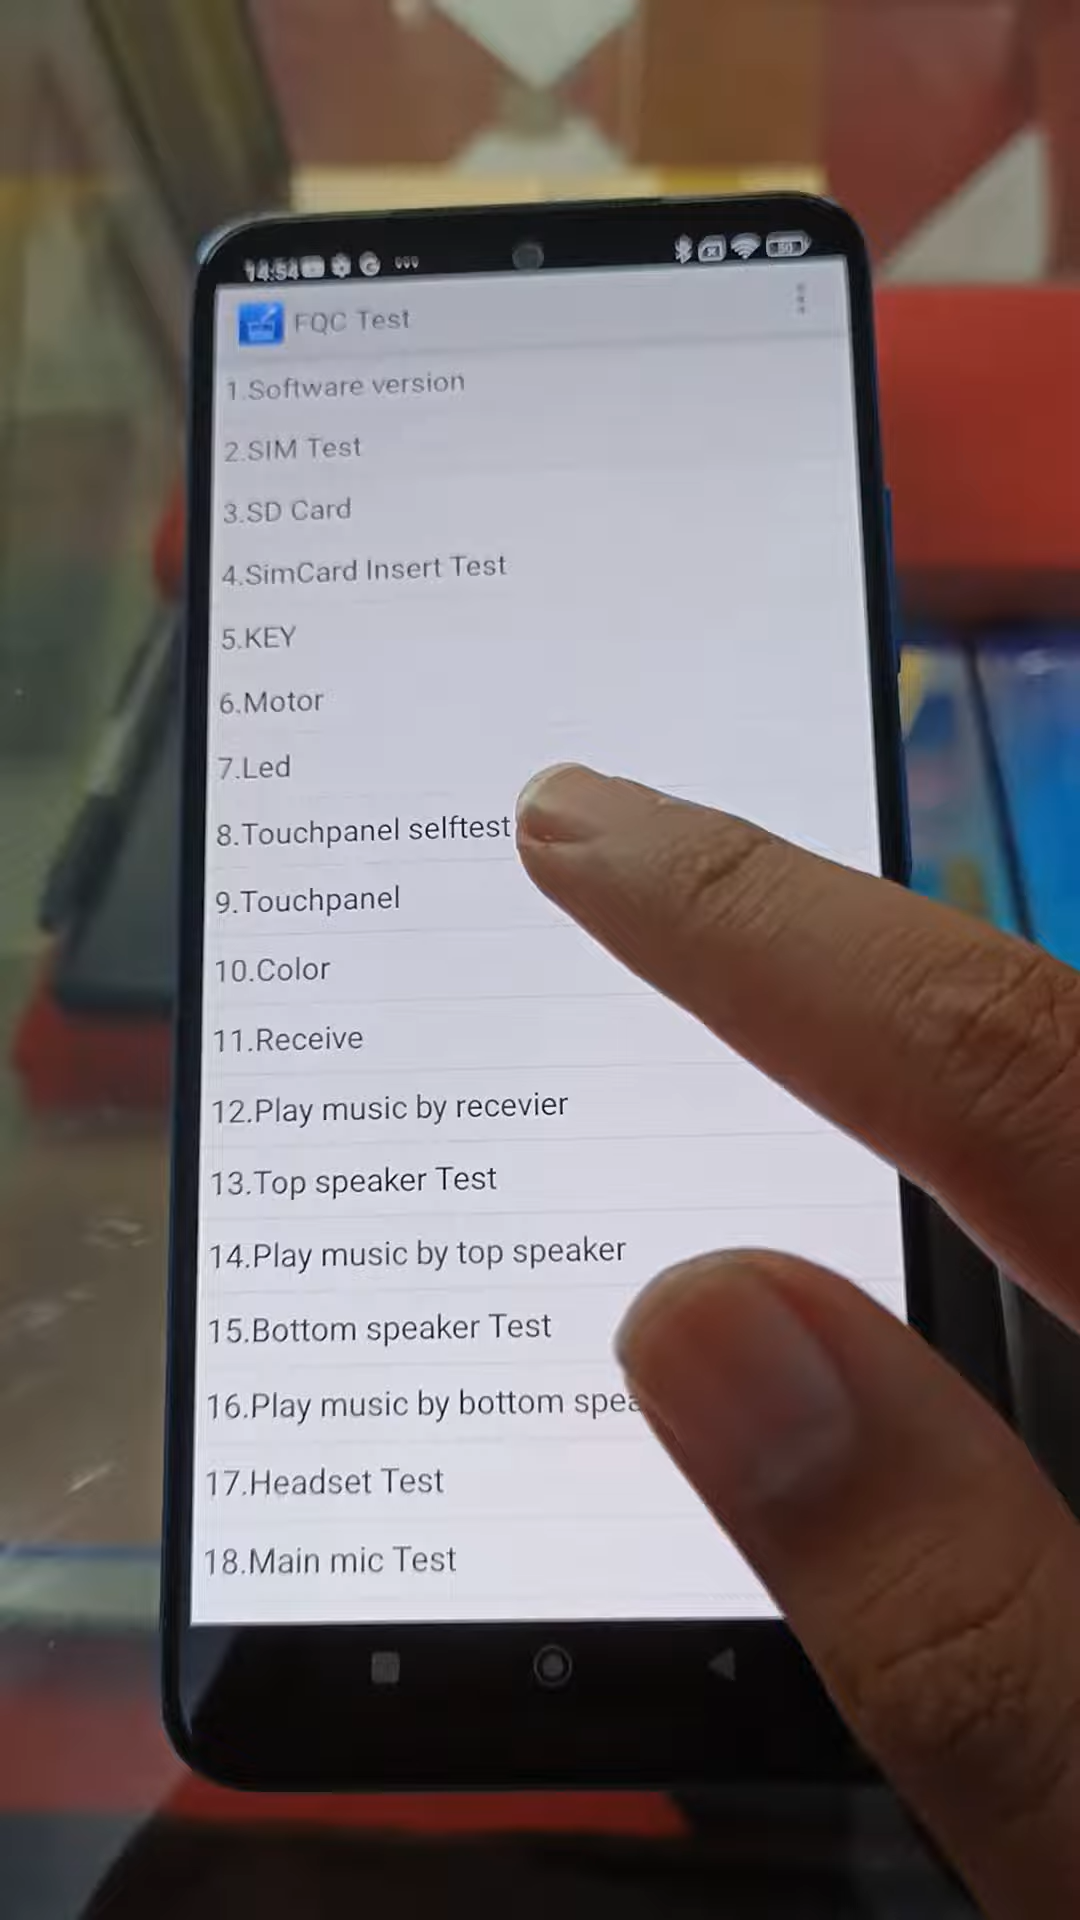 14:54
FQC Test
1.Software version
2.SIM Test
3.SD Card
4.SimCard Insert Test
5.KEY
6.Motor
7.Led
8.Touchpanel selftest
9.Touchpanel
10.Color
11.Receive
12.Play music by recevier
13.Top speaker Test
14.Play music by top speaker
15.Bottom speaker Test
16.Play music by bottom
17.Headset Test
18.Main mic Test